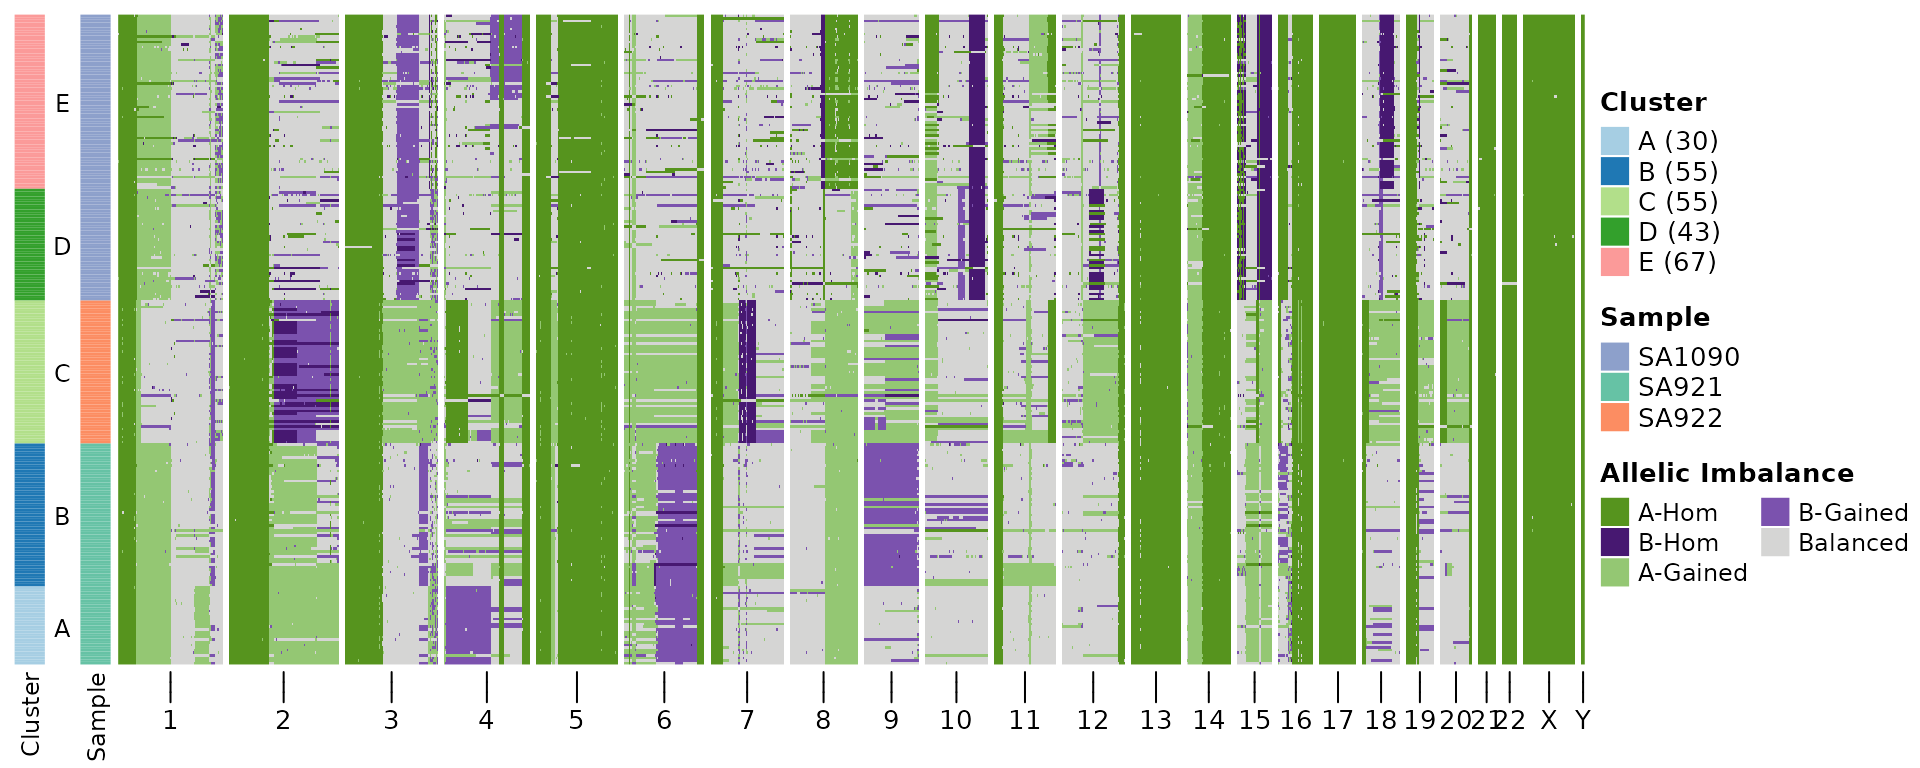 E
D
C
B
A
Cluster
Sample
1 2 3 4 5 6 7 8 9 10 11 12 13 14 15 16 17 18 19 20 21 22 X Y
Cluster
A (30)
B (55)
C (55)
D (43)
E (67)
Sample
SA1090
SA921
SA922
Allelic Imbalance
A-Hom B-Gained
B-Hom Balanced
A-Gained